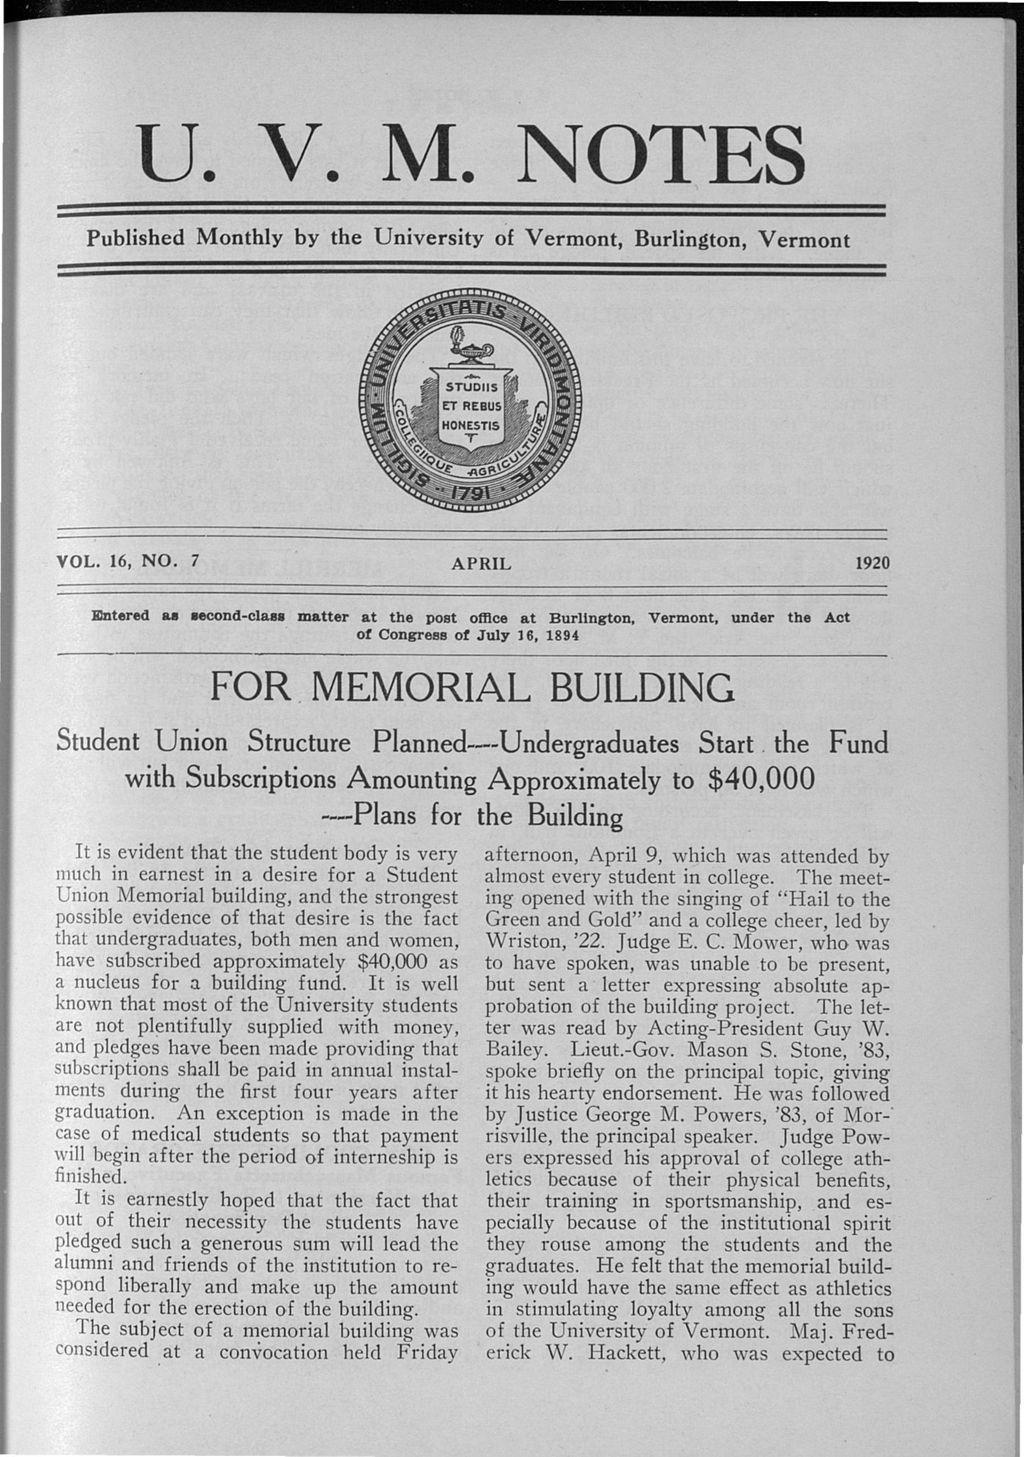 U. V. M. NOTES
Published Monthly by the University of Vermont, Burlington, Vermont
SIGILLUM · UNIVERSITATIS · VIRIDIMONTANÆ
COLLEGIIQUE AGRICULTURÆ
STUDIIS
ET REBUS
HONESTIS
1791
VOL. 16, NO. 7 APRIL 1920
Entered as second-class matter at the post office at Burlington, Vermont, under the Act
of Congress of July 16, 1894
FOR MEMORIAL BUILDING
Student Union Structure Planned----Undergraduates Start the Fund
with Subscriptions Amounting Approximately to $40,000
----Plans for the Building
It is evident that the student body is very
much in earnest in a desire for a Student
Union Memorial building, and the strongest
possible evidence of that desire is the fact
that undergraduates, both men and women,
have subscribed approximately $40,000 as
a nucleus for a building fund. It is well
known that most of the University students
are not plentifully supplied with money,
and pledges have been made providing that
subscriptions shall be paid in annual instal-
ments during the first four years after
graduation. An exception is made in the
case of medical students so that payment
will begin after the period of interneship is
finished.
It is earnestly hoped that the fact that
out of their necessity the students have
pledged such a generous sum will lead the
alumni and friends of the institution to re-
spond liberally and make up the amount
needed for the erection of the building.
The subject of a memorial building was
considered at a convocation held Friday
afternoon, April 9, which was attended by
almost every student in college. The meet-
ing opened with the singing of "Hail to the
Green and Gold" and a college cheer, led by
Wriston, '22. Judge E. C. Mower, who was
to have spoken, was unable to be present,
but sent a letter expressing absolute ap-
probation of the building project. The let-
ter was read by Acting-President Guy W.
Bailey. Lieut.-Gov. Mason S. Stone, '83,
spoke briefly on the principal topic, giving
it his hearty endorsement. He was followed
by Justice George M. Powers, '83, of Mor-
risville, the principal speaker. Judge Pow-
ers expressed his approval of college ath-
letics because of their physical benefits,
their training in sportsmanship, and es-
pecially because of the institutional spirit
they rouse among the students and the
graduates. He felt that the memorial build-
ing would have the same effect as athletics
in stimulating loyalty among all the sons
of the University of Vermont. Maj. Fred-
erick W. Hackett, who was expected to